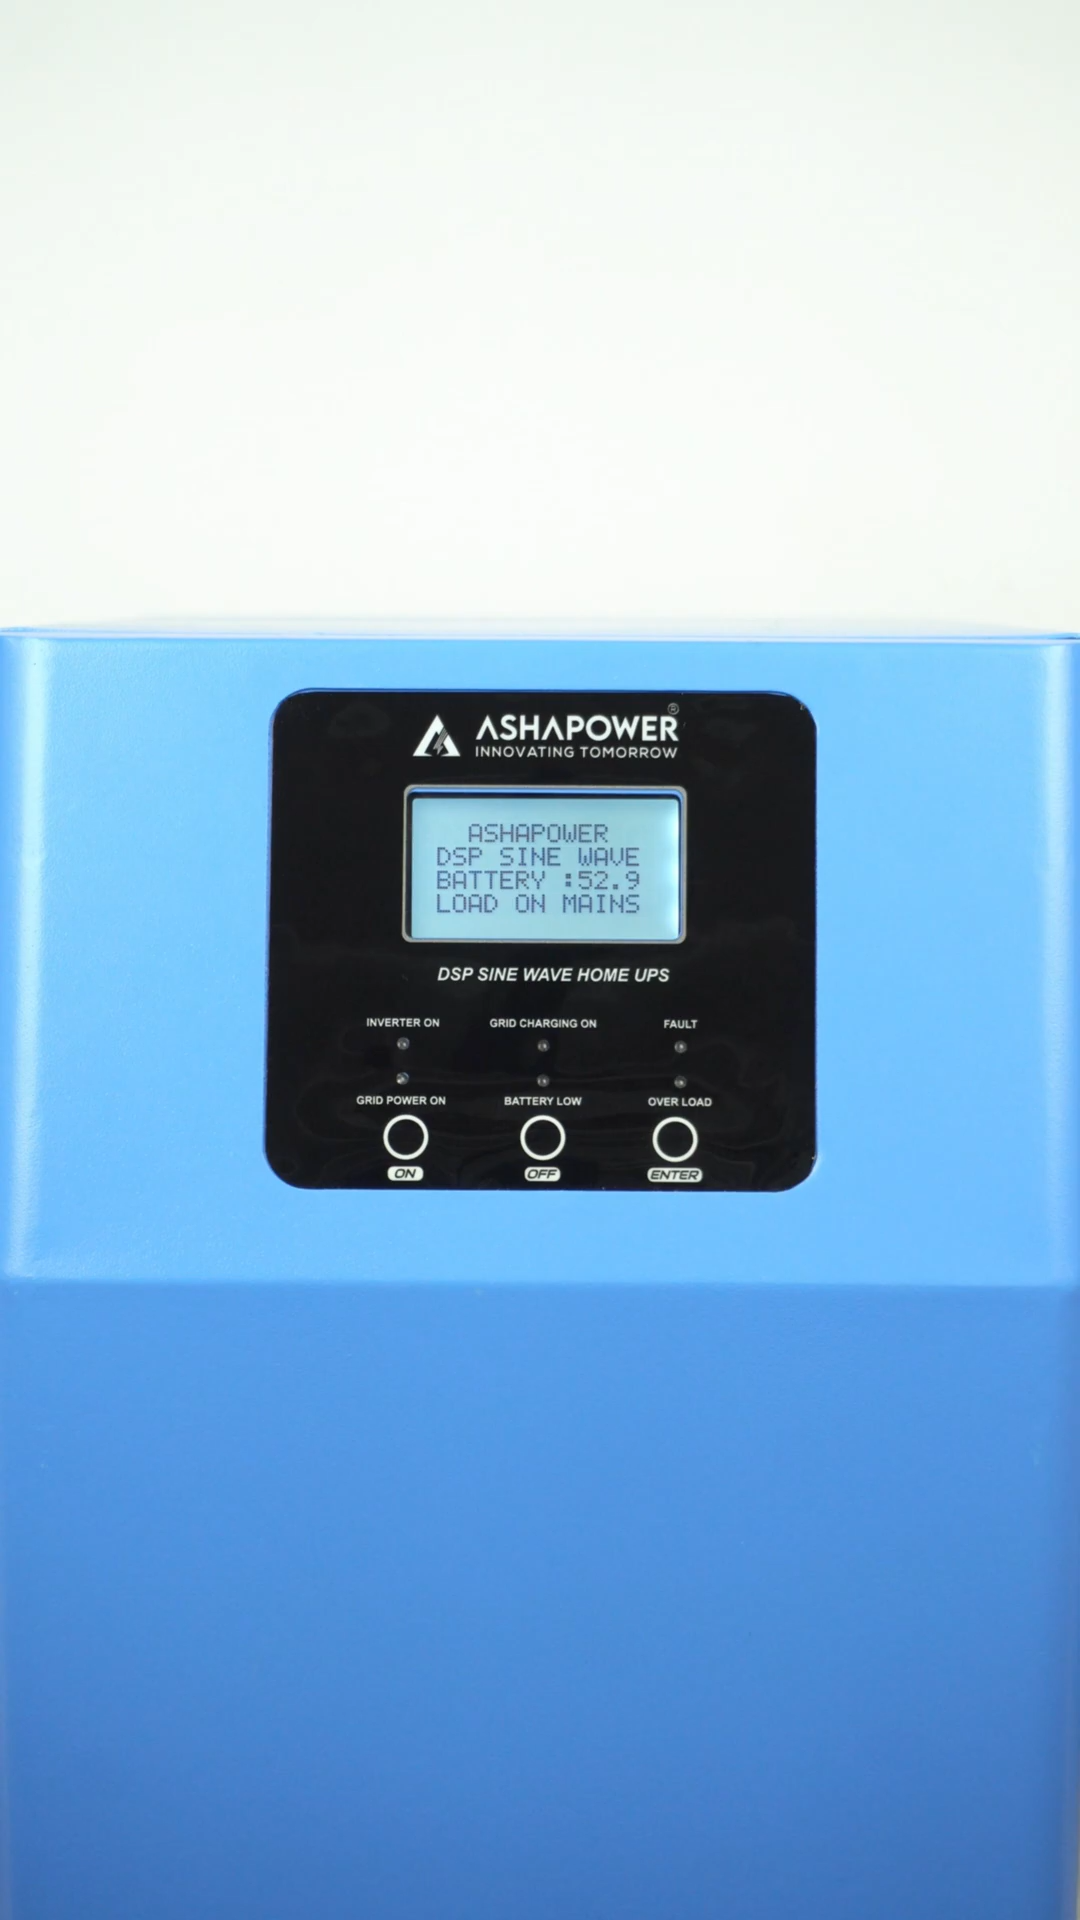 ASHAPOWER®
INNOVATING TOMORROW
ASHAPOWER
DSP SINE WAVE
BATTERY :52.9
LOAD ON MAINS
DSP SINE WAVE HOME UPS
INVERTER ON GRID CHARGING ON FAULT
GRID POWER ON BATTERY LOW OVER LOAD
ON OFF ENTER